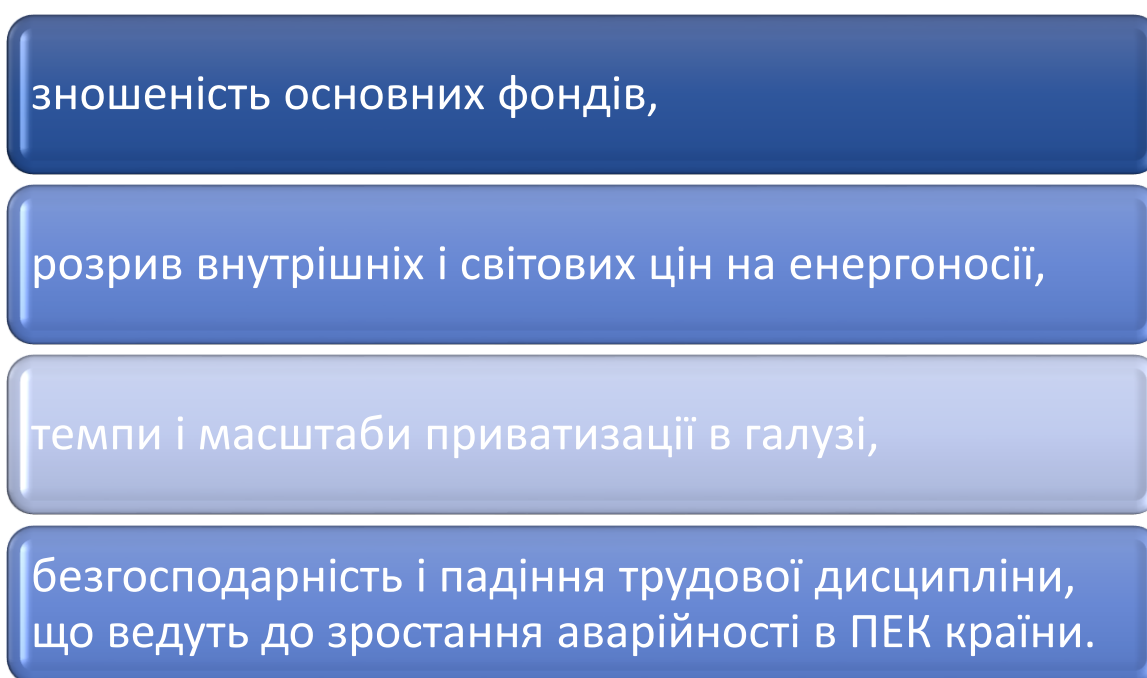 зношеність основних фондів,
розрив внутрішніх і світових цін на енергоносії,
темпи і масштаби приватизації в галузі,
безгосподарність і падіння трудової дисципліни,
що ведуть до зростання аварійності в ПЕК країни.